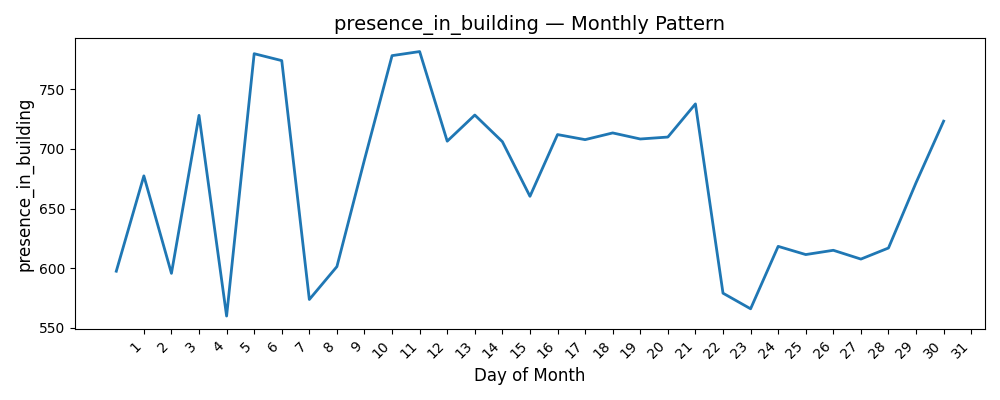 presence_in_building — Monthly Pattern
presence_in_building
750
700
650
600
550
1 2 3 4 5 6 7 8 9 10 11 12 13 14 15 16 17 18 19 20 21 22 23 24 25 26 27 28 29 30 31
Day of Month